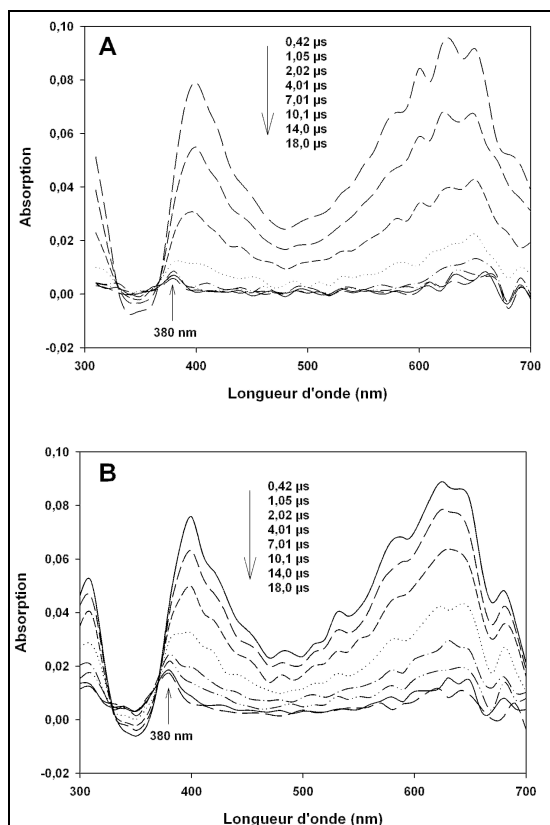 A
0,10
0,08
0,06
0,04
0,02
0,00
-0,02
Absorption
0,42 µs
1,05 µs
2,02 µs
4,01 µs
7,01 µs
10,1 µs
14,0 µs
18,0 µs
380 nm
300 400 500 600 700
Longueur d'onde (nm)
B
0,10
0,08
0,06
0,04
0,02
0,00
-0,02
Absorption
0,42 µs
1,05 µs
2,02 µs
4,01 µs
7,01 µs
10,1 µs
14,0 µs
18,0 µs
380 nm
300 400 500 600 700
Longueur d'onde (nm)